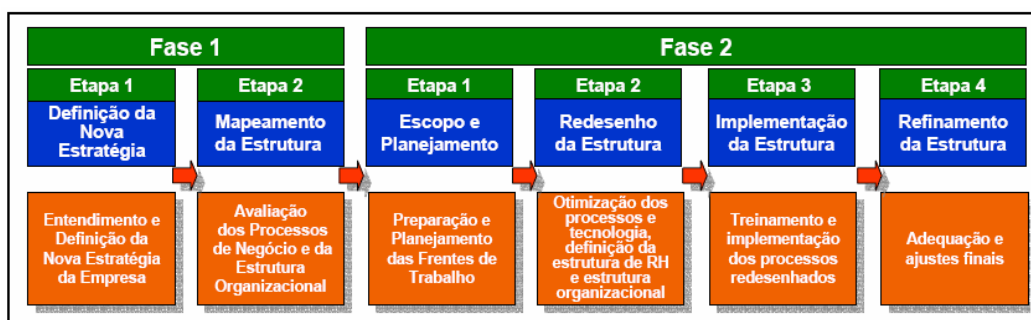 Fase 1
Fase 2
Etapa 1
Etapa 2
Etapa 1
Etapa 2
Etapa 3
Etapa 4
Definição da
Nova
Estratégia
Mapeamento
da Estrutura
Escopo e
Planejamento
Redesenho
da Estrutura
Implementação
da Estrutura
Refinamento
da Estrutura
Entendimento e
Definição da
Nova Estratégia
da Empresa
Avaliação
dos Processos
de Negócio e da
Estrutura
Organizacional
Preparação e
Planejamento
das Frentes de
Trabalho
Otimização dos
processos e
tecnologia,
definição da
estrutura de RH
e estrutura
organizacional
Treinamento e
implementação
dos processos
redesenhados
Adequação e
ajustes finais